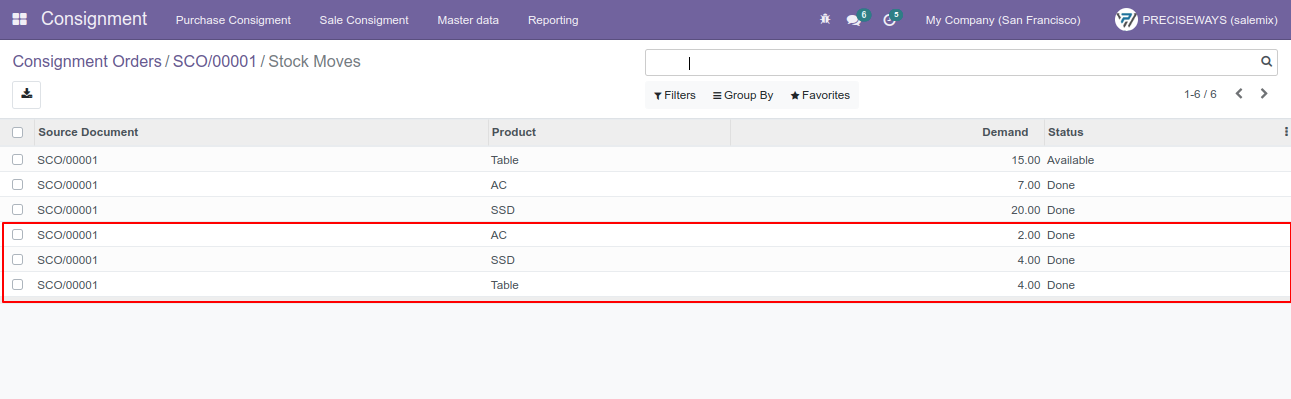 Consignment Purchase Consignment Sale Consignment Master data Reporting 6 5 My Company (San Francisco) PRECISEWAYS (salemix)
Consignment Orders / SCO/00001 / Stock Moves
Filters Group By Favorites 1-6 / 6
Source Document Product Demand Status
SCO/00001 Table 15.00 Available
SCO/00001 AC 7.00 Done
SCO/00001 SSD 20.00 Done
SCO/00001 AC 2.00 Done
SCO/00001 SSD 4.00 Done
SCO/00001 Table 4.00 Done